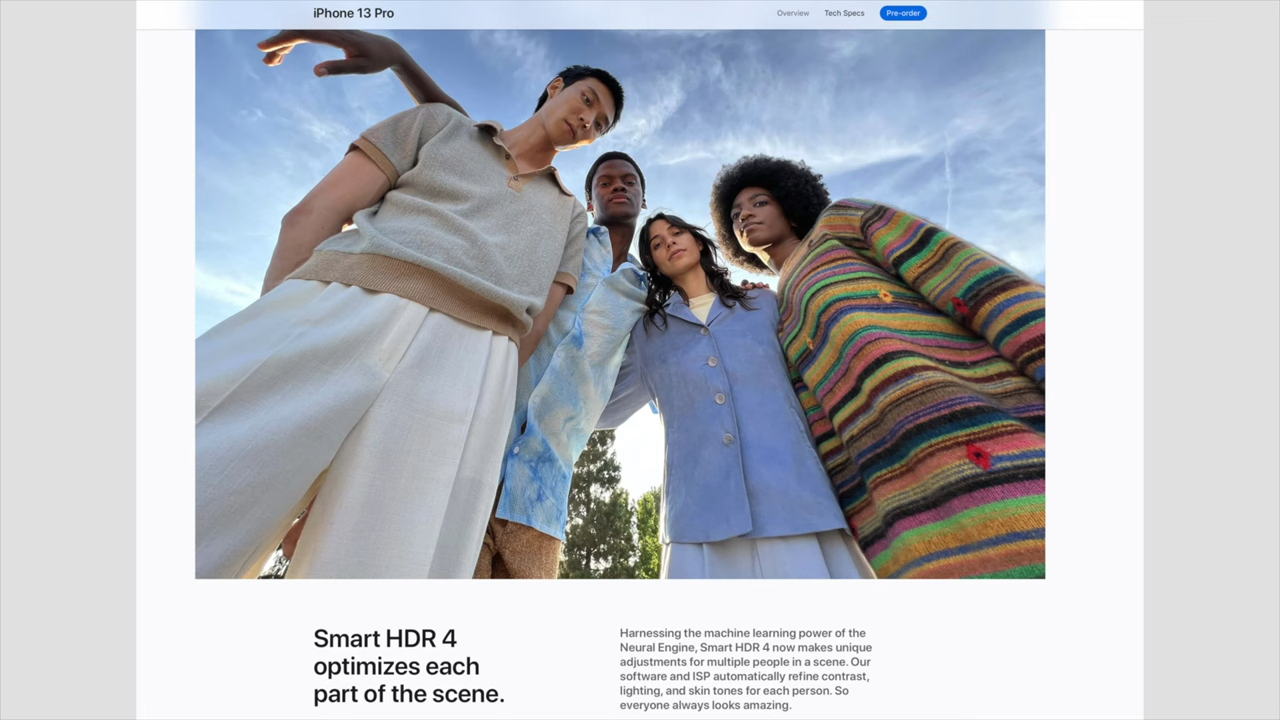 iPhone 13 Pro
Overview Tech Specs Pre-order
Smart HDR 4
optimizes each
part of the scene.
Harnessing the machine learning power of the
Neural Engine, Smart HDR 4 now makes unique
adjustments for multiple people in a scene. Our
software and ISP automatically refine contrast,
lighting, and skin tones for each person. So
everyone always looks amazing.